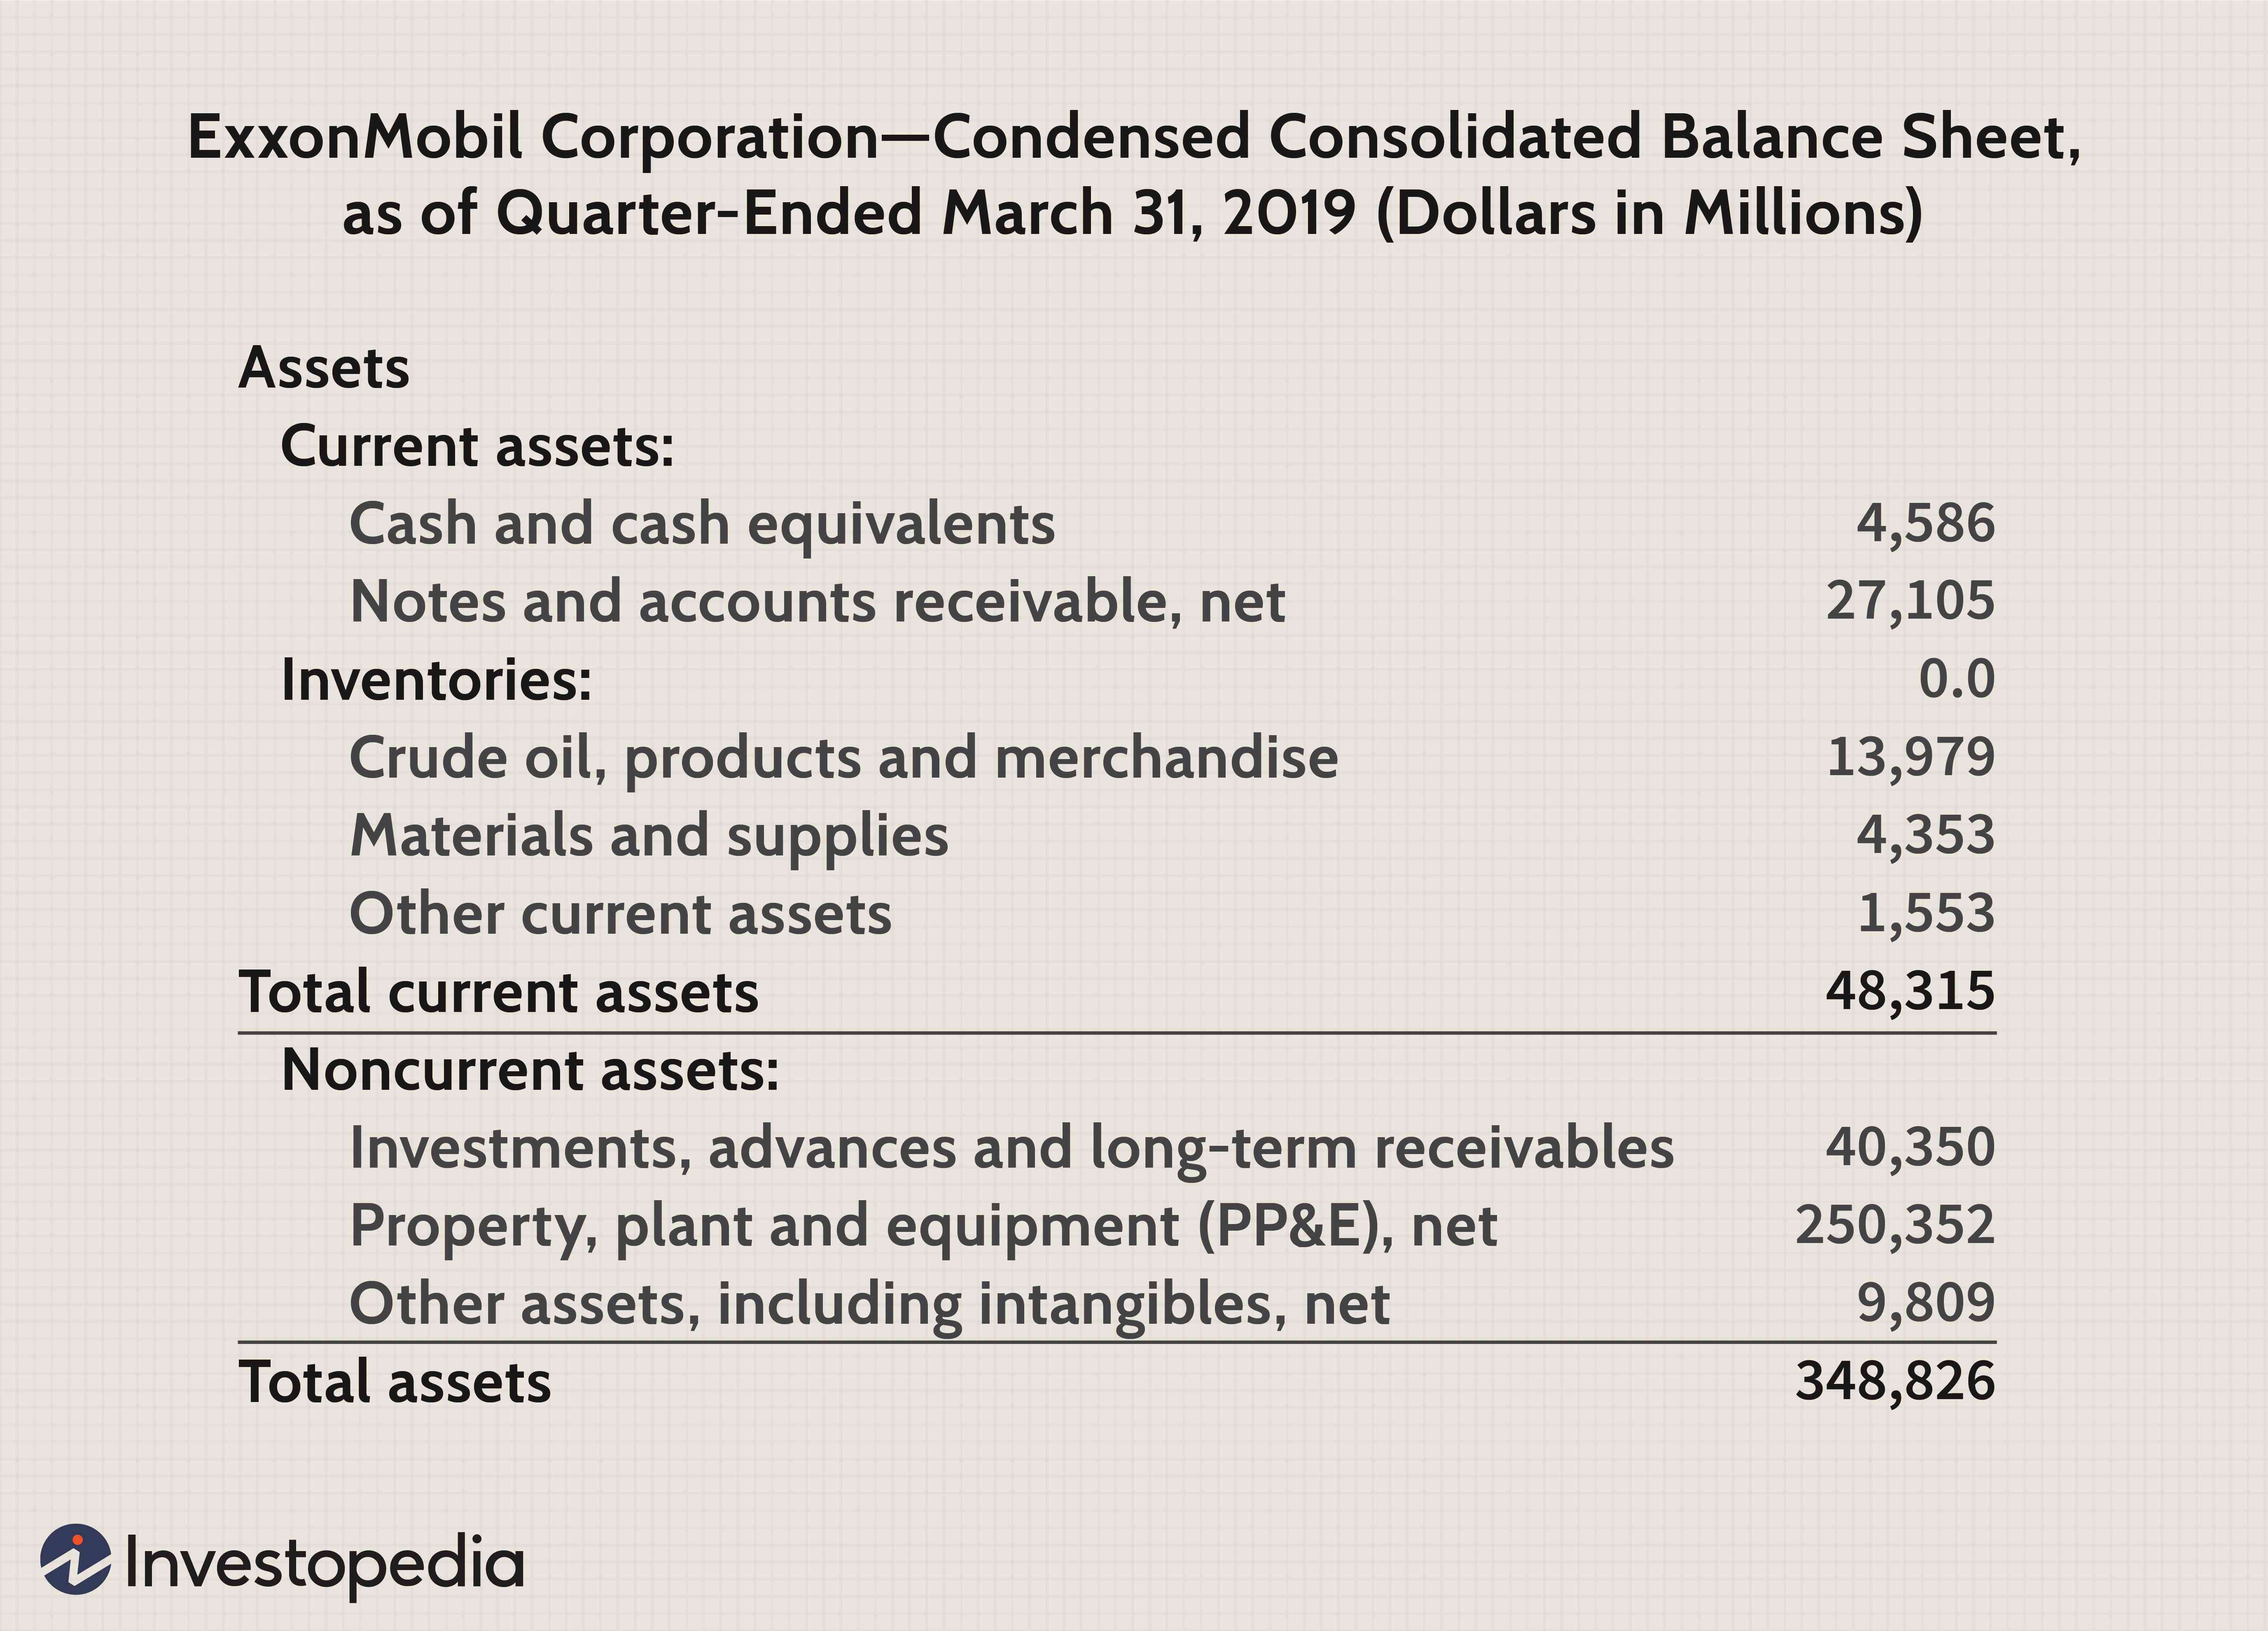 ExxonMobil Corporation—Condensed Consolidated Balance Sheet,
as of Quarter-Ended March 31, 2019 (Dollars in Millions)
Assets
Current assets:
Cash and cash equivalents 4,586
Notes and accounts receivable, net 27,105
Inventories: 0.0
Crude oil, products and merchandise 13,979
Materials and supplies 4,353
Other current assets 1,553
Total current assets 48,315
Noncurrent assets:
Investments, advances and long-term receivables 40,350
Property, plant and equipment (PP&E), net 250,352
Other assets, including intangibles, net 9,809
Total assets 348,826
Investopedia